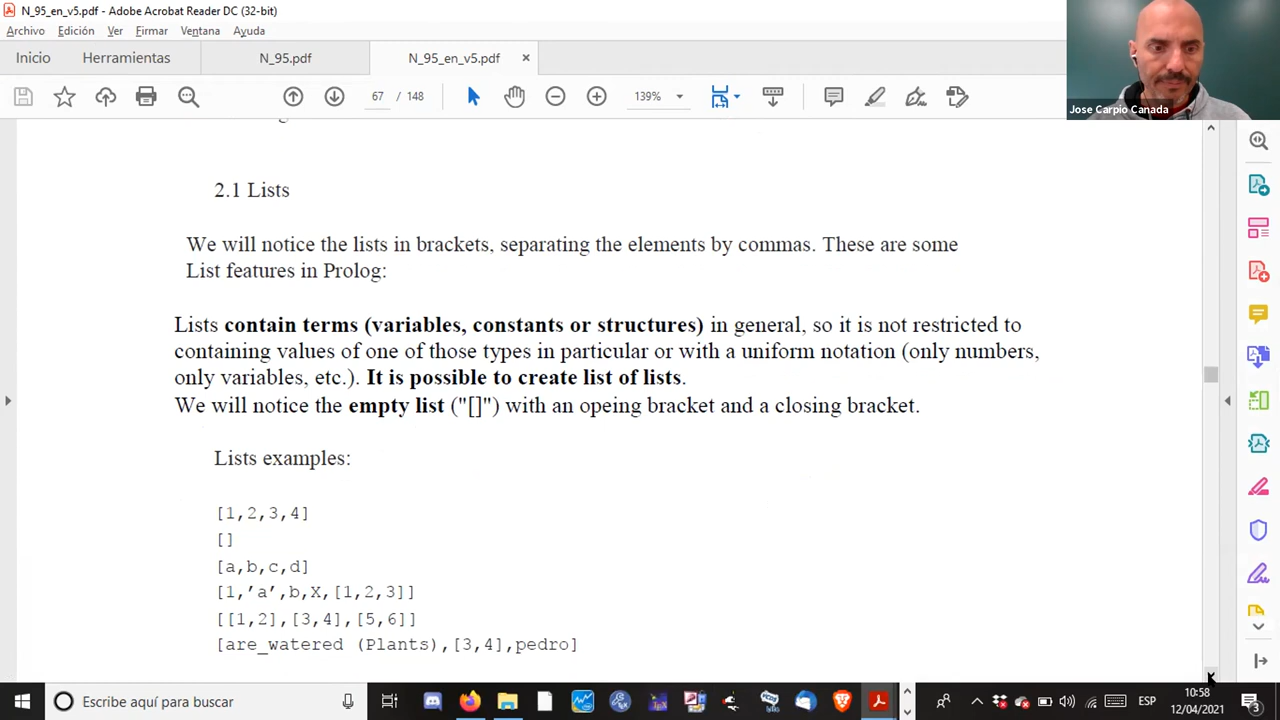 N_95_en_v5.pdf - Adobe Acrobat Reader DC (32-bit)
Archivo Edición Ver Firmar Ventana Ayuda
Inicio Herramientas N_95.pdf N_95_en_v5.pdf ×
67 / 148 139%
Jose Carpio Canada
2.1 Lists
We will notice the lists in brackets, separating the elements by commas. These are some
List features in Prolog:
Lists contain terms (variables, constants or structures) in general, so it is not restricted to
containing values of one of those types in particular or with a uniform notation (only numbers,
only variables, etc.). It is possible to create list of lists.
We will notice the empty list ("[]") with an opeing bracket and a closing bracket.
Lists examples:
[1,2,3,4]
[]
[a,b,c,d]
[1,’a’,b,X,[1,2,3]]
[[1,2],[3,4],[5,6]]
[are_watered (Plants),[3,4],pedro]
Escribe aquí para buscar
ESP
10:58
12/04/2021
3